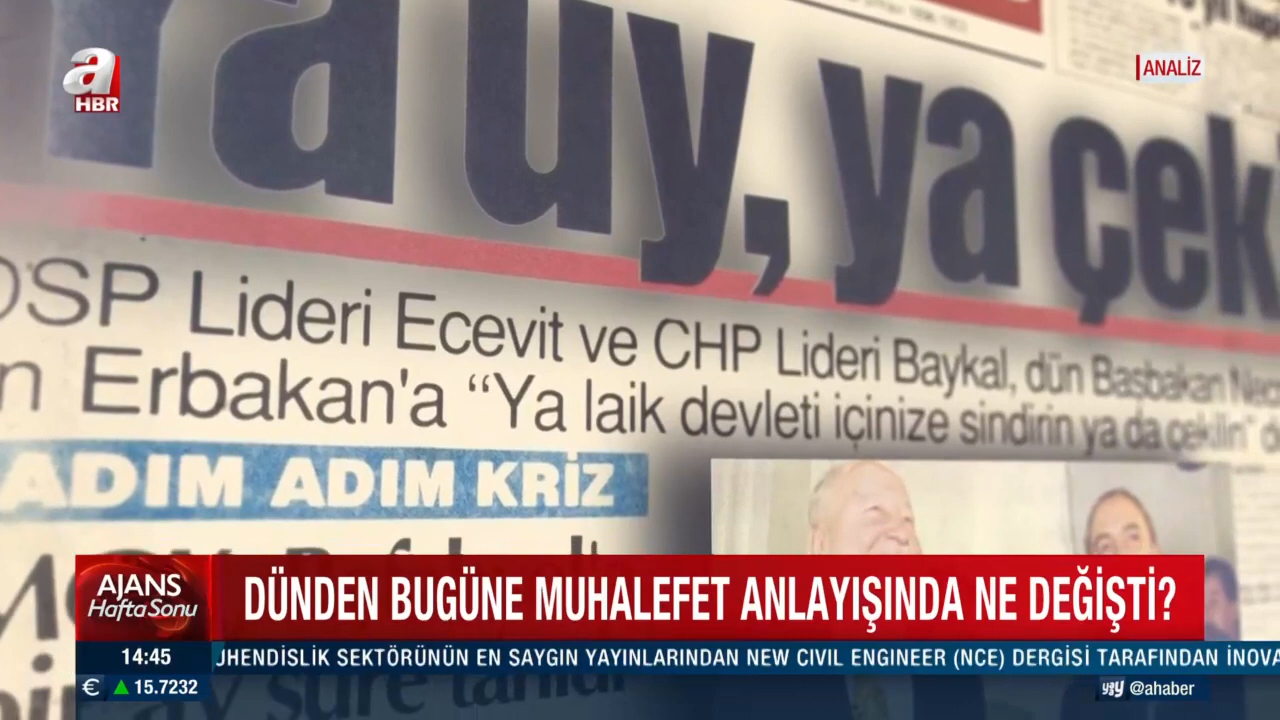 a
HBR
ANALİZ
Ya uy, ya çek
DSP Lideri Ecevit ve CHP Lideri Baykal, dün Başbakan
Erbakan'a “Ya laik devleti içinize sindirin ya da çekilin”
ADIM ADIM KRİZ
AJANS
Hafta Sonu
DÜNDEN BUGÜNE MUHALEFET ANLAYIŞINDA NE DEĞİŞTİ?
14:45
ÜHENDİSLİK SEKTÖRÜNÜN EN SAYGIN YAYINLARINDAN NEW CIVIL ENGINEER (NCE) DERGİSİ TARAFINDAN İNOVA
€ ▲ 15.7232
@ahaber